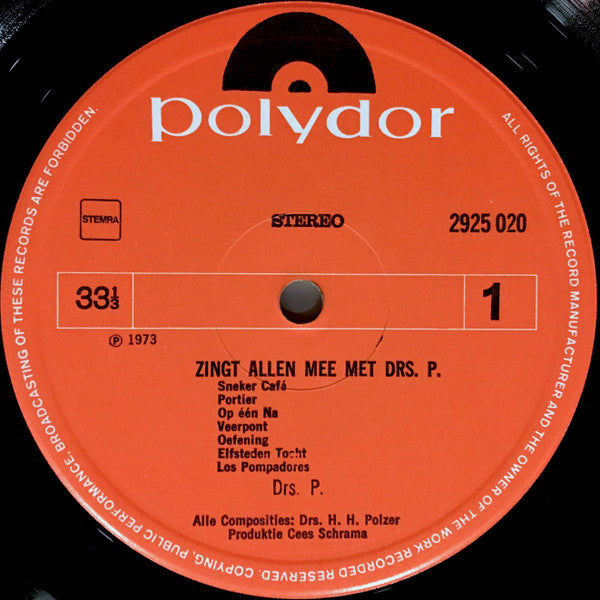 polydor
STEMRA
STEREO
2925 020
33⅓
1
℗ 1973
ZINGT ALLEN MEE MET DRS. P.
Sneker Café
Portier
Op één Na
Veerpont
Oefening
Elfsteden Tocht
Los Pompadores
Drs. P.
Alle Composities: Drs. H. H. Polzer
Produktie Cees Schrama
ALL RIGHTS OF THE RECORD MANUFACTURER AND THE OWNER OF THE WORK RECORDED RESERVED. COPYING, PUBLIC PERFORMANCE, BROADCASTING OF THESE RECORDS ARE FORBIDDEN.